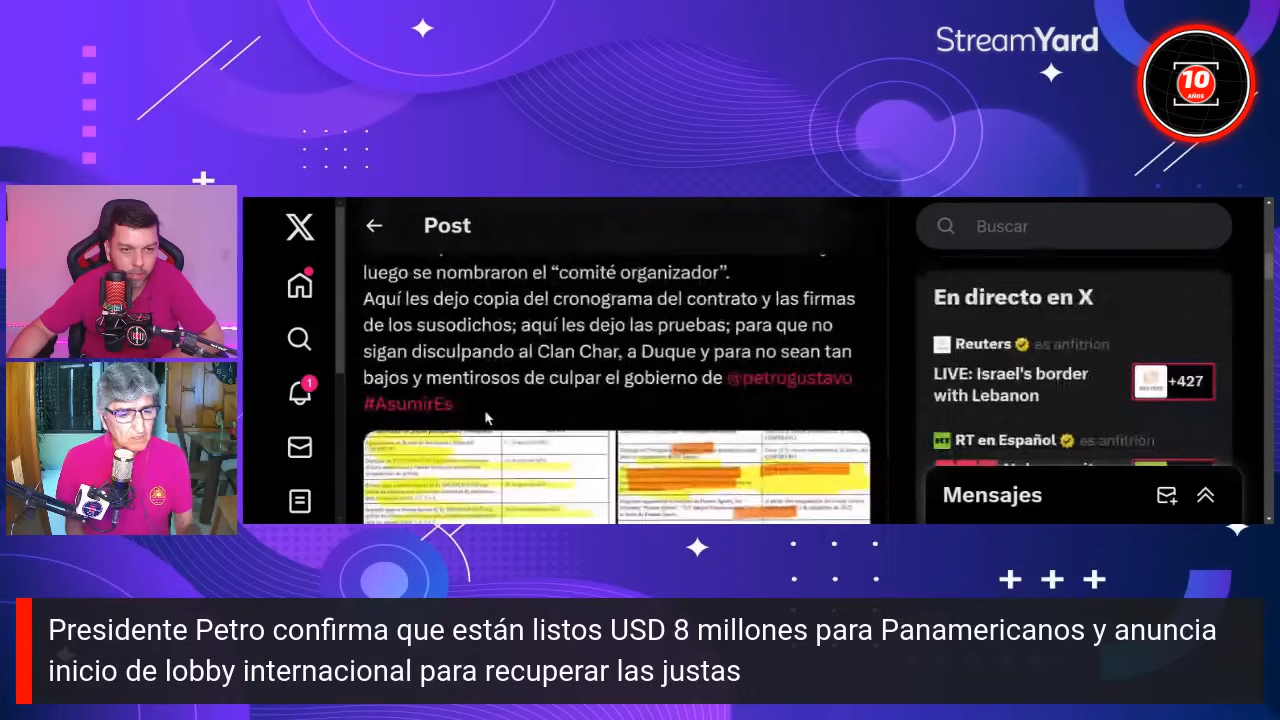 StreamYard
10
AÑOS
Post
Buscar
luego se nombraron el “comité organizador”.
Aquí les dejo copia del cronograma del contrato y las firmas
de los susodichos; aquí les dejo las pruebas; para que no
sigan disculpando al Clan Char, a Duque y para no sean tan
bajos y mentirosos de culpar el gobierno de @petrogustavo
#AsumirEs
1
En directo en X
Reuters es anfitrión
LIVE: Israel's border
with Lebanon
+427
RT en Español es anfitrión
Mensajes
Presidente Petro confirma que están listos USD 8 millones para Panamericanos y anuncia
inicio de lobby internacional para recuperar las justas